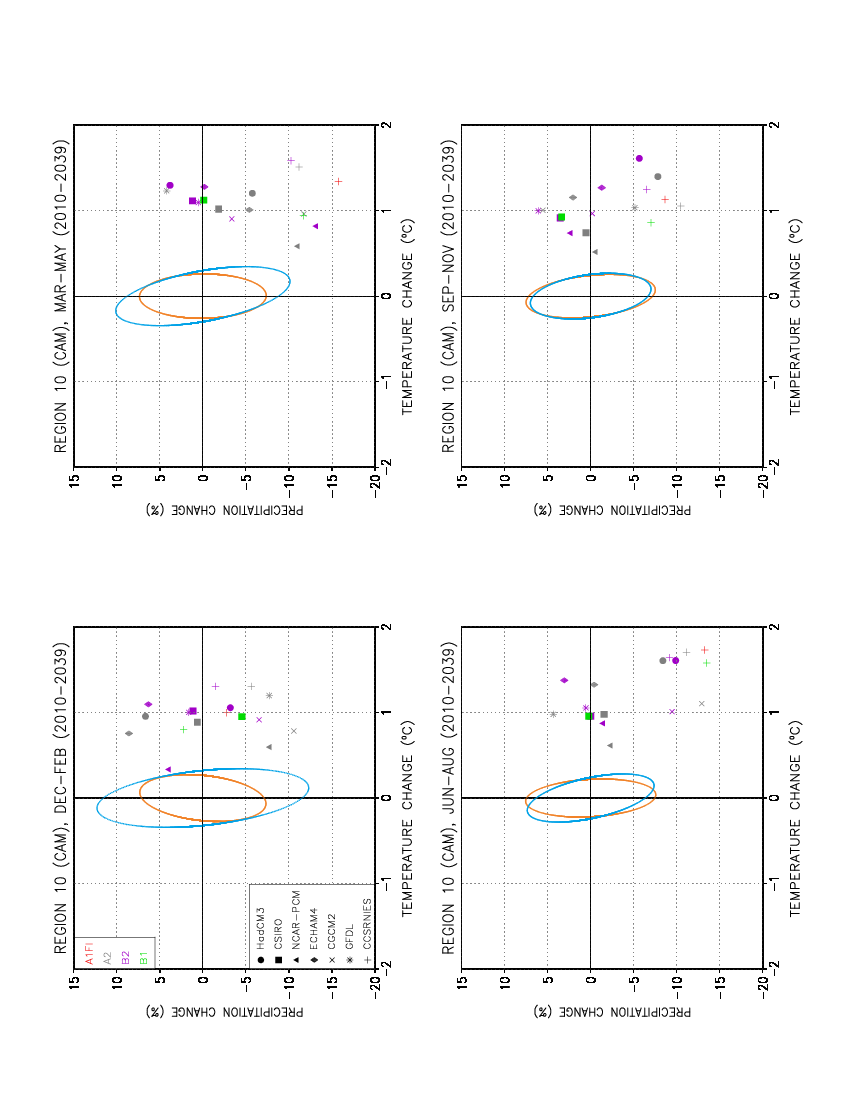 REGION 10 (CAM), DEC-FEB (2010-2039)
PRECIPITATION CHANGE (%)
15
10
5
0
-5
-10
-15
-20
A1FI
A2
B2
B1
HadCM3
CSIRO
NCAR-PCM
ECHAM4
CGCM2
GFDL
CCSRNIES
-2
-1
0
1
2
TEMPERATURE CHANGE (ºC)
REGION 10 (CAM), MAR-MAY (2010-2039)
PRECIPITATION CHANGE (%)
15
10
5
0
-5
-10
-15
-20
-2
-1
0
1
2
TEMPERATURE CHANGE (ºC)
REGION 10 (CAM), JUN-AUG (2010-2039)
PRECIPITATION CHANGE (%)
15
10
5
0
-5
-10
-15
-20
-2
-1
0
1
2
TEMPERATURE CHANGE (ºC)
REGION 10 (CAM), SEP-NOV (2010-2039)
PRECIPITATION CHANGE (%)
15
10
5
0
-5
-10
-15
-20
-2
-1
0
1
2
TEMPERATURE CHANGE (ºC)